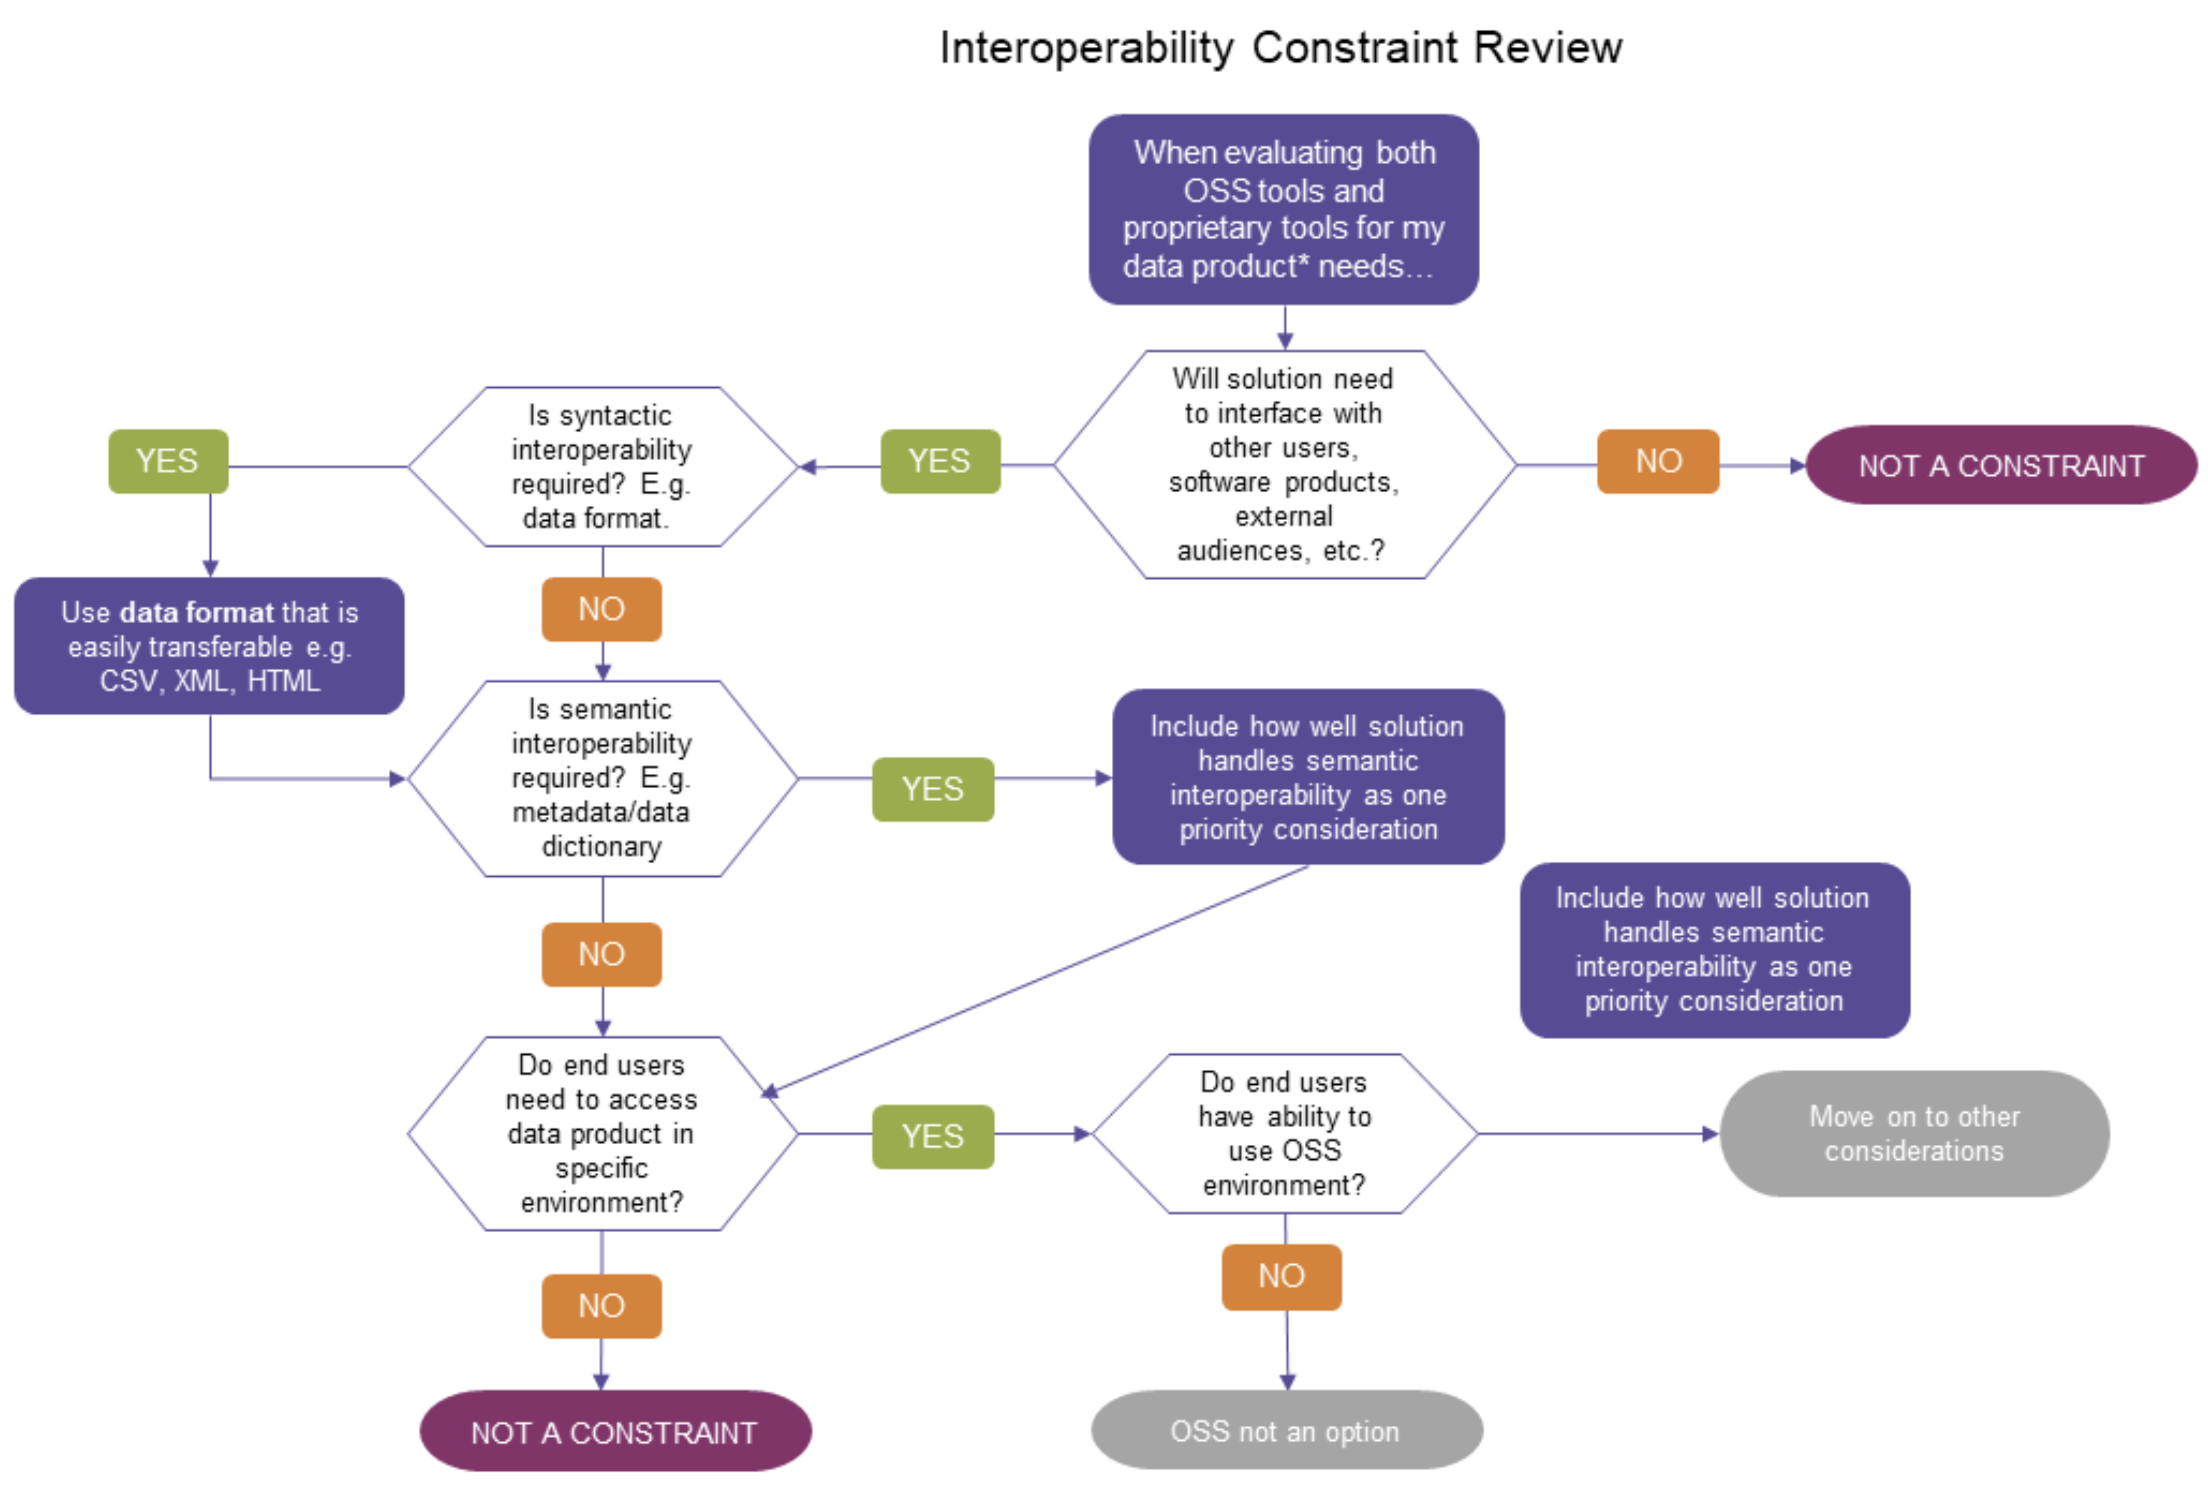 Interoperability Constraint Review
When evaluating both
OSS tools and
proprietary tools for my
data product* needs...
Will solution need
to interface with
other users,
software products,
external
audiences, etc.?
NO
NOT A CONSTRAINT
YES
Is syntactic
interoperability
required? E.g.
data format.
YES
Use data format that is
easily transferable e.g.
CSV, XML, HTML
NO
Is semantic
interoperability
required? E.g.
metadata/data
dictionary
YES
Include how well solution
handles semantic
interoperability as one
priority consideration
Include how well solution
handles semantic
interoperability as one
priority consideration
NO
Do end users
need to access
data product in
specific
environment?
YES
Do end users
have ability to
use OSS
environment?
Move on to other
considerations
NO
NOT A CONSTRAINT
NO
OSS not an option